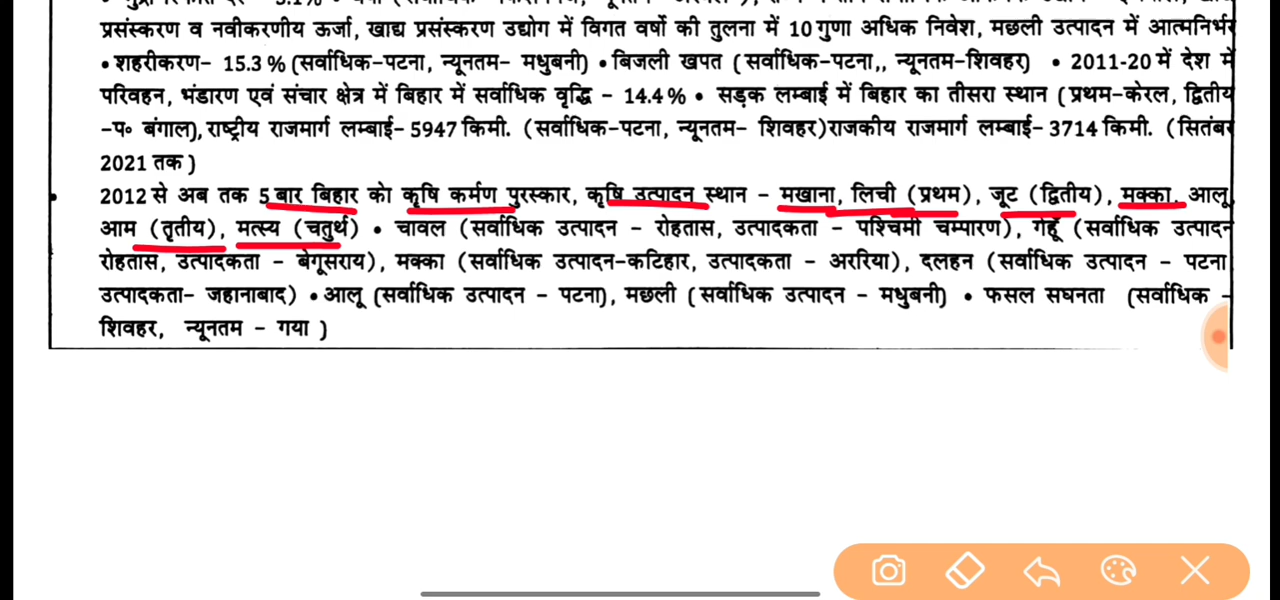 प्रसंस्करण व नवीकरणीय ऊर्जा, खाद्य प्रसंस्करण उद्योग में विगत वर्षो की तुलना में 10 गुणा अधिक निवेश, मछली उत्पादन में आत्मनिर्भर
• शहरीकरण- 15.3 % (सर्वाधिक-पटना, न्यूनतम- मधुबनी) • बिजली खपत (सर्वाधिक-पटना,, न्यूनतम-शिवहर) • 2011-20 में देश में
परिवहन, भंडारण एवं संचार क्षेत्र में बिहार में सर्वाधिक वृद्धि - 14.4 % • सड़क लम्बाई में बिहार का तीसरा स्थान (प्रथम-केरल, द्वितीय
-प० बंगाल), राष्ट्रीय राजमार्ग लम्बाई- 5947 किमी. (सर्वाधिक-पटना, न्यूनतम- शिवहर)राजकीय राजमार्ग लम्बाई- 3714 किमी. (सितंबर
2021 तक )
• 2012 से अब तक 5 बार बिहार को कृषि कर्मण पुरस्कार, कृषि उत्पादन स्थान - मखाना, लिची (प्रथम), जूट (द्वितीय), मक्का, आलू
आम (तृतीय), मत्स्य (चतुर्थ) • चावल (सर्वाधिक उत्पादन - रोहतास, उत्पादकता - पश्चिमी चम्पारण), गेहूँ (सर्वाधिक उत्पादन
रोहतास, उत्पादकता - बेगूसराय), मक्का (सर्वाधिक उत्पादन-कटिहार, उत्पादकता - अररिया), दलहन (सर्वाधिक उत्पादन - पटना
उत्पादकता- जहानाबाद) • आलू (सर्वाधिक उत्पादन - पटना), मछली (सर्वाधिक उत्पादन - मधुबनी) • फसल सघनता (सर्वाधिक -
शिवहर, न्यूनतम - गया )